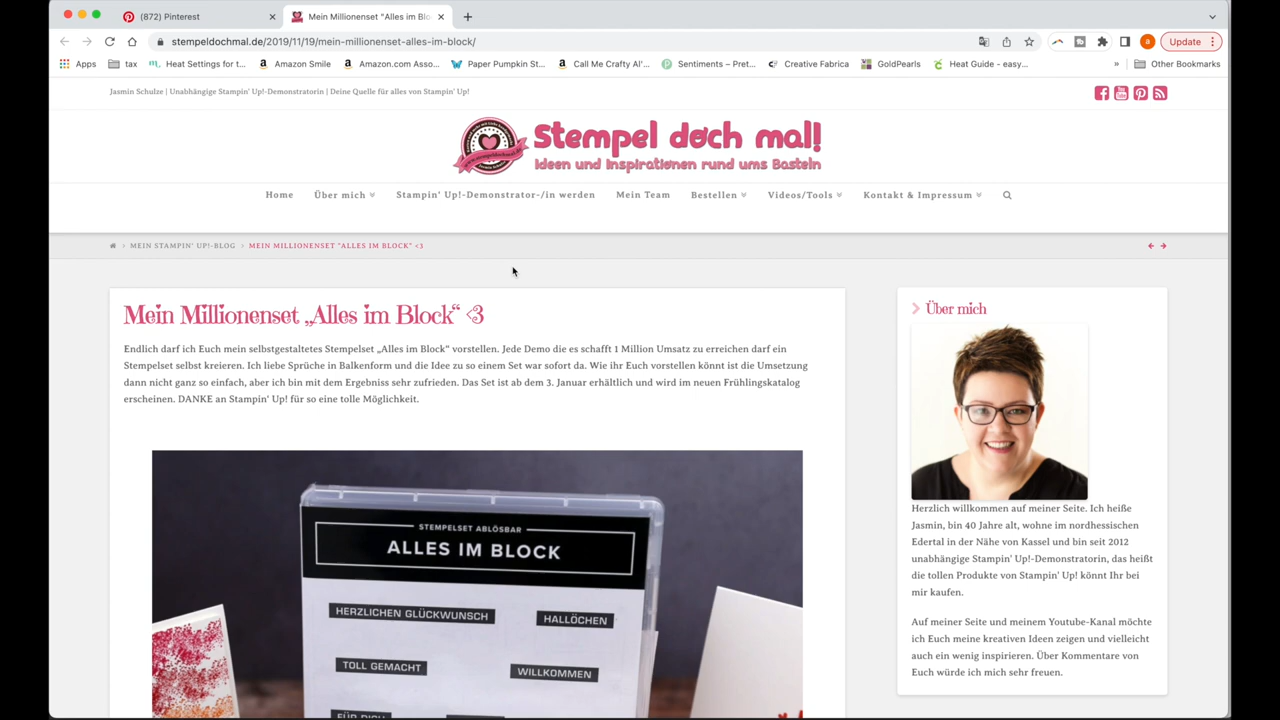 (872) Pinterest
Mein Millionenset "Alles im Blo
stempeldochmal.de/2019/11/19/mein-millionenset-alles-im-block/
Update
Apps
tax
Heat Settings for t...
Amazon Smile
Amazon.com Asso...
Paper Pumpkin St...
Call Me Crafty Al'...
Sentiments – Pret...
Creative Fabrica
GoldPearls
Heat Guide - easy...
»
Other Bookmarks
Jasmin Schulze | Unabhängige Stampin' Up!-Demonstratorin | Deine Quelle für alles von Stampin' Up!
Stempel doch mal!
Ideen und Inspirationen rund ums Basteln
Home
Über mich
Stampin' Up!-Demonstrator-/in werden
Mein Team
Bestellen
Videos/Tools
Kontakt & Impressum
MEIN STAMPIN' UP!-BLOG
MEIN MILLIONENSET "ALLES IM BLOCK" <3
Mein Millionenset „Alles im Block“ <3
Endlich darf ich Euch mein selbstgestaltetes Stempelset „Alles im Block“ vorstellen. Jede Demo die es schafft 1 Million Umsatz zu erreichen darf ein
Stempelset selbst kreieren. Ich liebe Sprüche in Balkenform und die Idee zu so einem Set war sofort da. Wie ihr Euch vorstellen könnt ist die Umsetzung
dann nicht ganz so einfach, aber ich bin mit dem Ergebniss sehr zufrieden. Das Set ist ab dem 3. Januar erhältlich und wird im neuen Frühlingskatalog
erscheinen. DANKE an Stampin' Up! für so eine tolle Möglichkeit.
STEMPELSET ABLÖSBAR
ALLES IM BLOCK
HERZLICHEN GLÜCKWUNSCH
HALLÖCHEN
TOLL GEMACHT
WILLKOMMEN
FÜR DICH
Über mich
Herzlich willkommen auf meiner Seite. Ich heiße
Jasmin, bin 40 Jahre alt, wohne im nordhessischen
Edertal in der Nähe von Kassel und bin seit 2012
unabhängige Stampin' Up!-Demonstratorin, das heißt
die tollen Produkte von Stampin' Up! könnt Ihr bei
mir kaufen.
Auf meiner Seite und meinem Youtube-Kanal möchte
ich Euch meine kreativen Ideen zeigen und vielleicht
auch ein wenig inspirieren. Über Kommentare von
Euch würde ich mich sehr freuen.